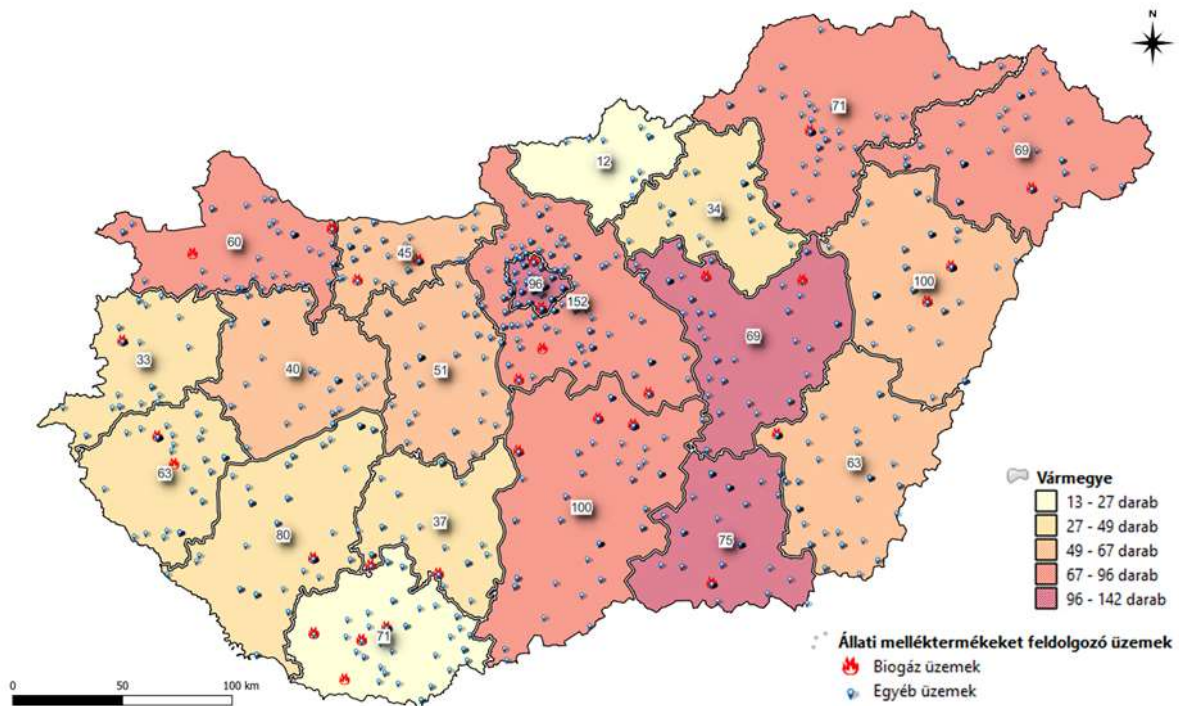 N
71
12
69
34
60
45
100
96
152
33
40
51
69
63
63
100
80
37
75
71
Vármegye
13 - 27 darab
27 - 49 darab
49 - 67 darab
67 - 96 darab
96 - 142 darab
Állati melléktermékeket feldolgozó üzemek
Biogáz üzemek
Egyéb üzemek
0 50 100 km